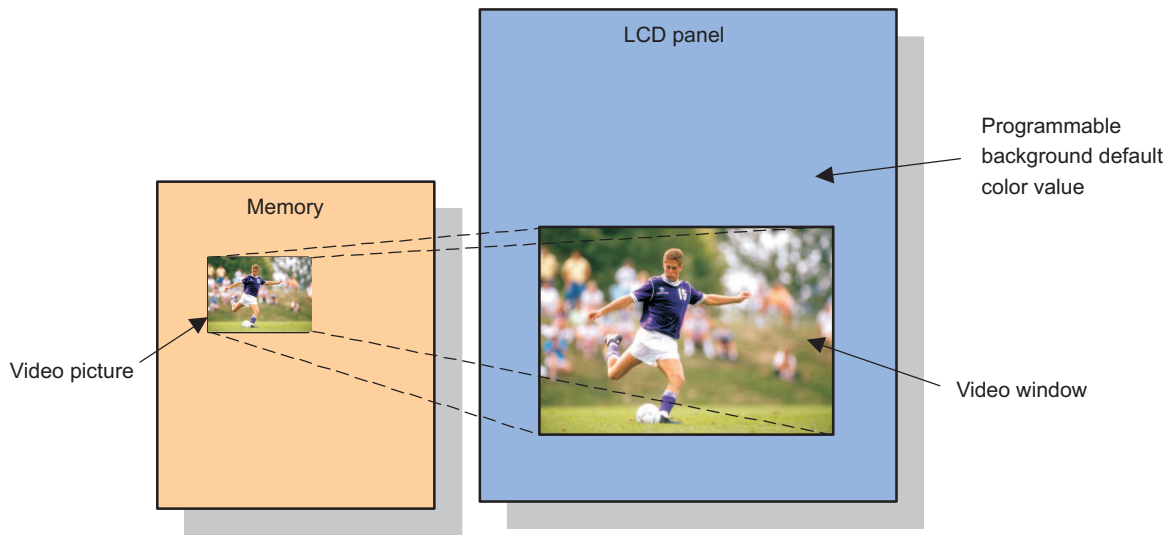 LCD panel
Programmable
background default
color value
Memory
15
Video picture
Video window